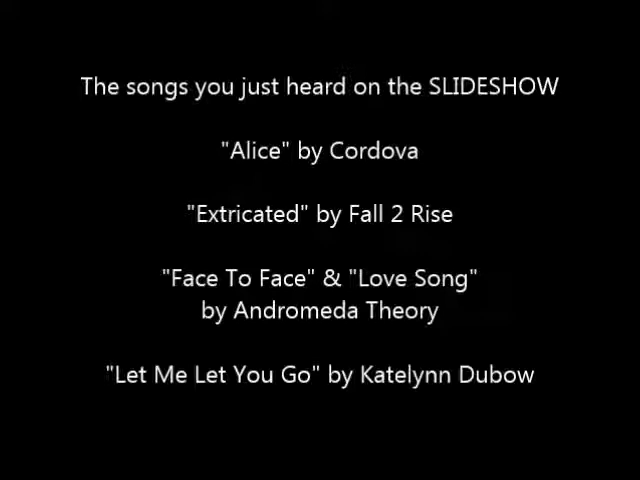 The songs you just heard on the SLIDESHOW
"Alice" by Cordova
"Extricated" by Fall 2 Rise
"Face To Face" & "Love Song"
by Andromeda Theory
"Let Me Let You Go" by Katelynn Dubow